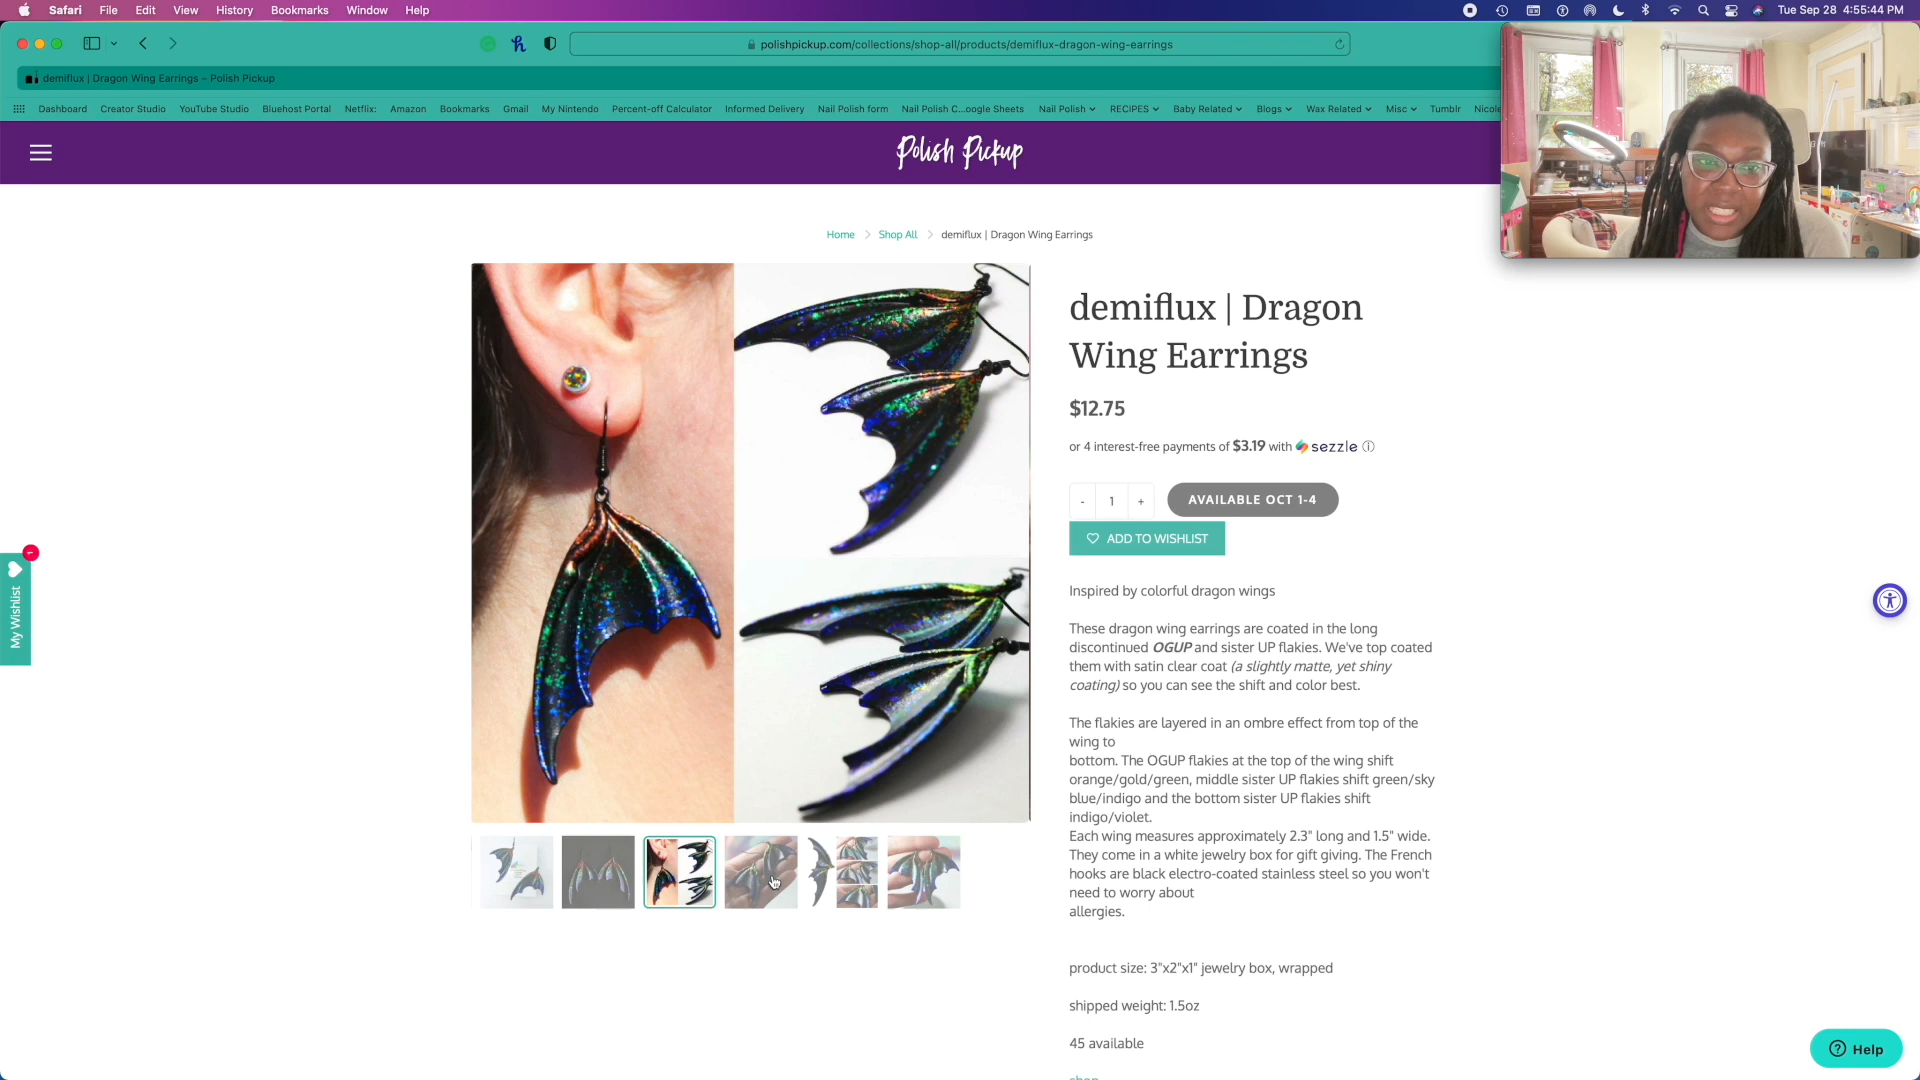 Safari File Edit View History Bookmarks Window Help Tue Sep 28 4:55:44 PM
polishpickup.com/collections/shop-all/products/demiflux-dragon-wing-earrings
demiflux | Dragon Wing Earrings – Polish Pickup
Dashboard Creator Studio YouTube Studio Bluehost Portal Netflix: Amazon Bookmarks Gmail My Nintendo Percent-off Calculator Informed Delivery Nail Polish form Nail Polish C...oogle Sheets Nail Polish RECIPES Baby Related Blogs Wax Related Misc Tumblr Nicole
Polish Pickup
Home > Shop All > demiflux | Dragon Wing Earrings
demiflux | Dragon
Wing Earrings
$12.75
or 4 interest-free payments of $3.19 with sezzle
- 1 + AVAILABLE OCT 1-4
ADD TO WISHLIST
My Wishlist
Inspired by colorful dragon wings
These dragon wing earrings are coated in the long
discontinued OGUP and sister UP flakies. We've top coated
them with satin clear coat (a slightly matte, yet shiny
coating) so you can see the shift and color best.
The flakies are layered in an ombre effect from top of the
wing to
bottom. The OGUP flakies at the top of the wing shift
orange/gold/green, middle sister UP flakies shift green/sky
blue/indigo and the bottom sister UP flakies shift
indigo/violet.
Each wing measures approximately 2.3" long and 1.5" wide.
They come in a white jewelry box for gift giving. The French
hooks are black electro-coated stainless steel so you won't
need to worry about
allergies.
product size: 3"x2"x1" jewelry box, wrapped
shipped weight: 1.5oz
45 available
Help